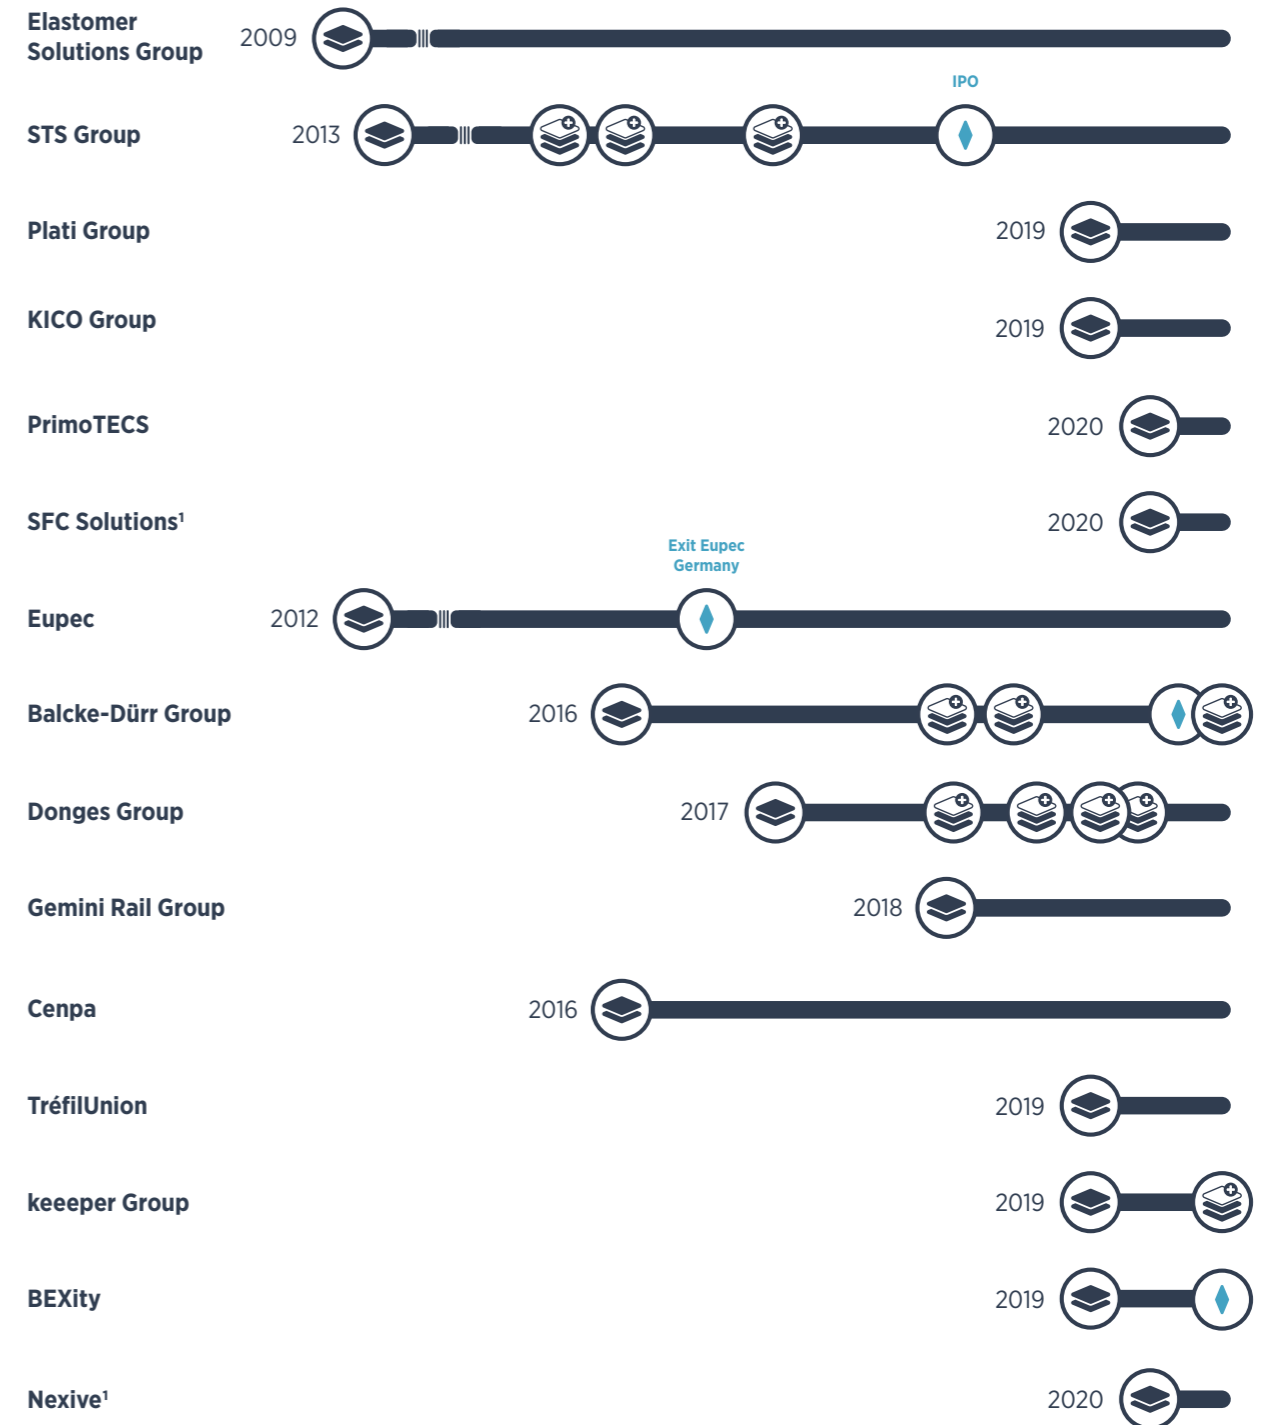 Elastomer
Solutions Group
2009
IPO
STS Group
2013
Plati Group
2019
KICO Group
2019
PrimoTECS
2020
SFC Solutions¹
2020
Exit Eupec
Germany
Eupec
2012
Balcke-Dürr Group
2016
Donges Group
2017
Gemini Rail Group
2018
Cenpa
2016
TréfilUnion
2019
keeeper Group
2019
BEXity
2019
Nexive¹
2020